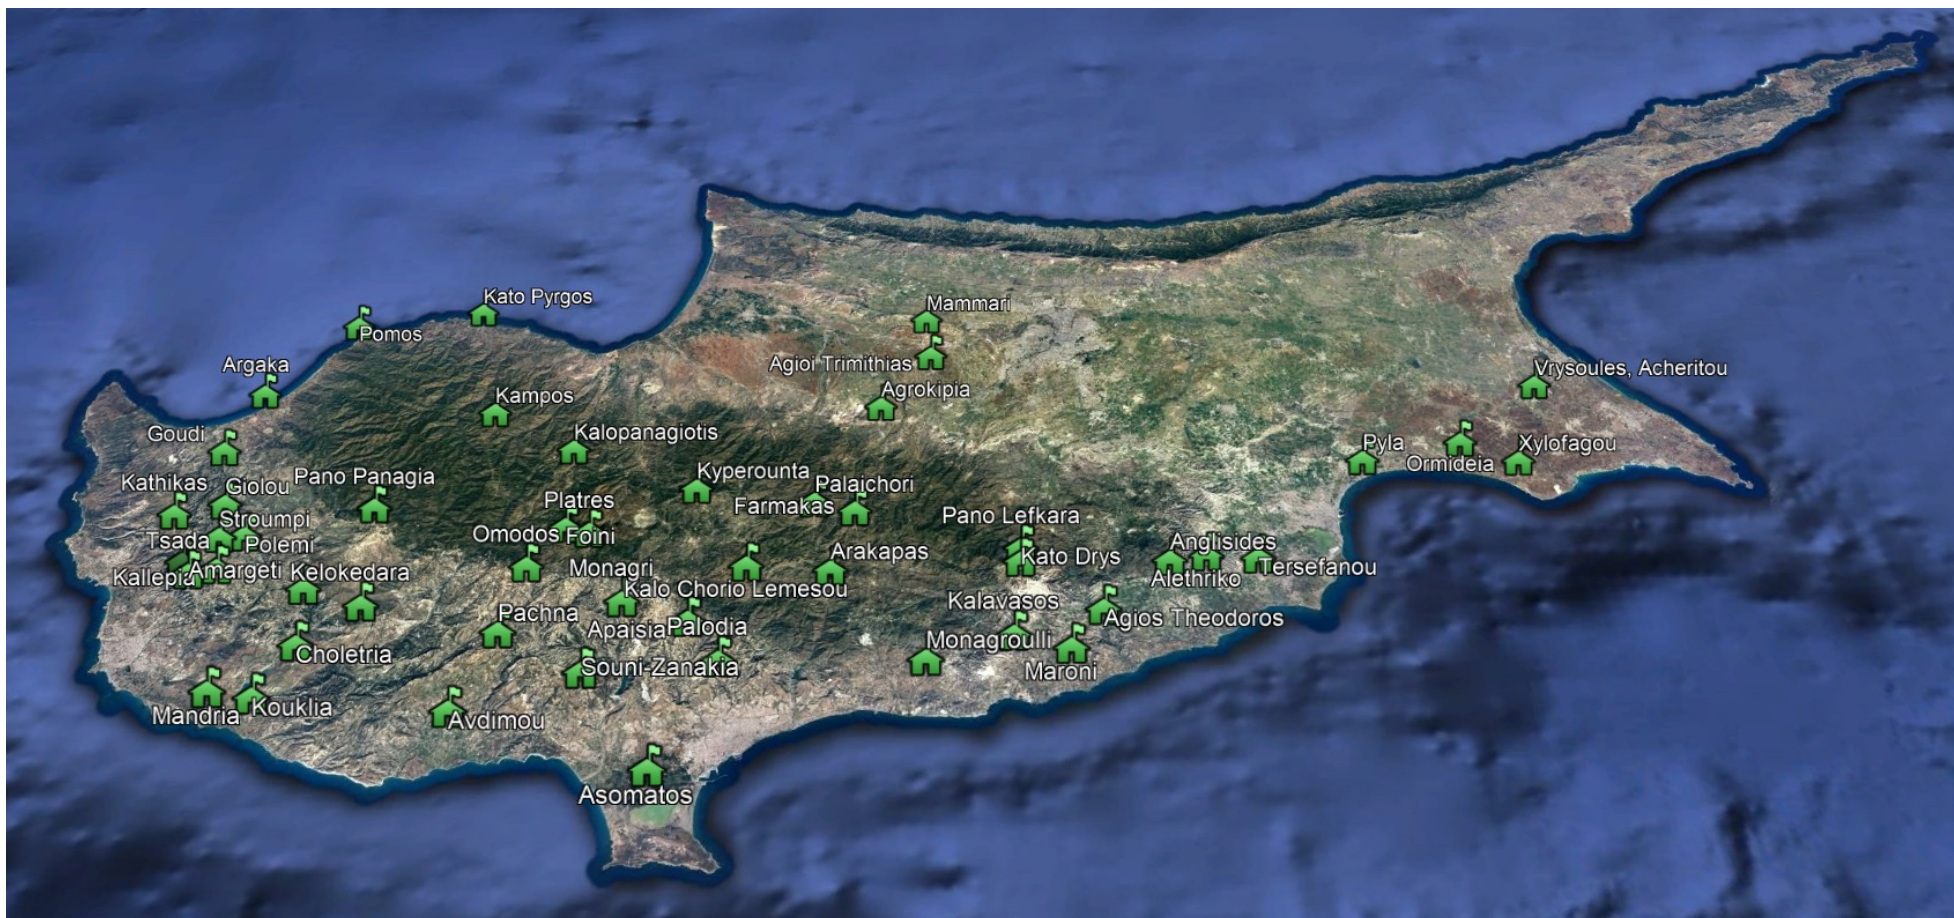 Kato Pyrgos
Mammari
Pomos
Argaka
Agioi Trimithias
Vrysoules, Acheritou
Agrokipia
Kampos
Goudi
Kalopanagiotis
Pyla
Xylofagou
Ormideia
Kyperounta
Pano Panagia
Kathikas
Giolou
Palaichori
Platres
Farmakas
Pano Lefkara
Stroumpi
Omodos
Foini
Tsada
Polemi
Anglisides
Arakapas
Kato Drys
Monagri
Tersefanou
Amargeti
Kallepia
Kelokedara
Alethriko
Kalo Chorio Lemesou
Kalavasos
Pachna
Agios Theodoros
Apaisia
Palodia
Monagroulli
Choletria
Souni-Zanakia
Maroni
Kouklia
Mandria
Avdimou
Asomatos